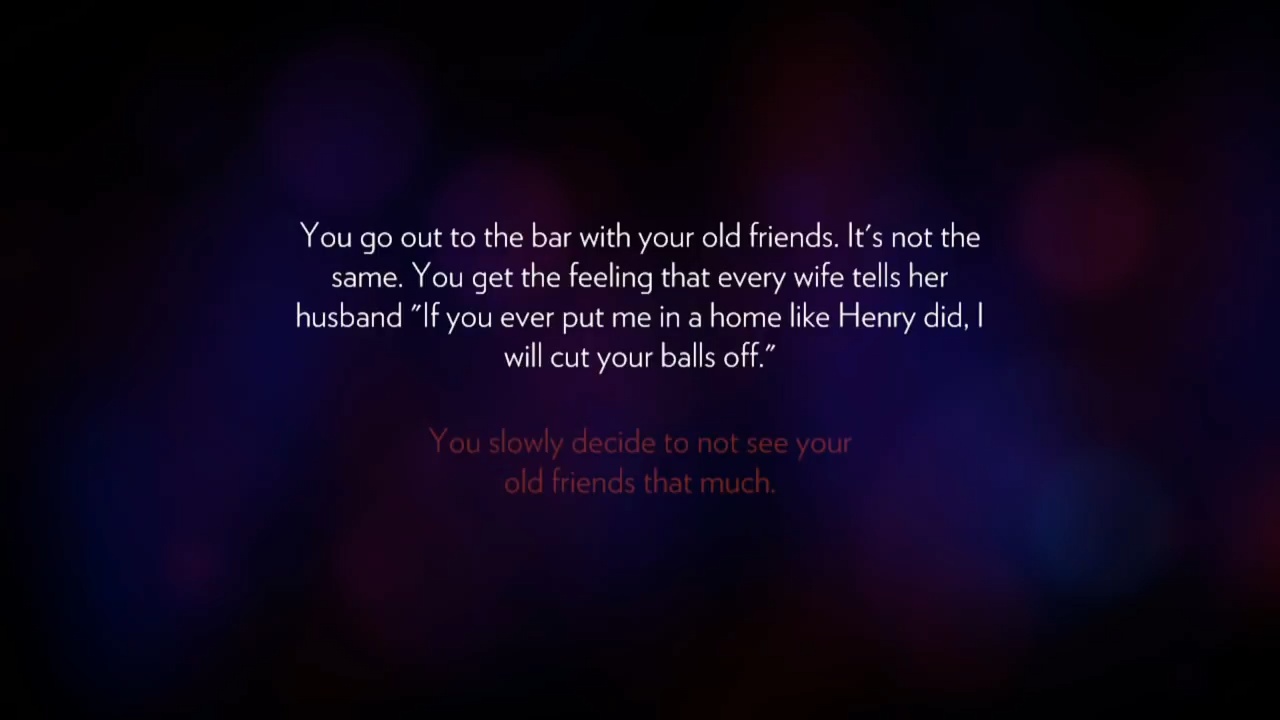 You go out to the bar with your old friends. It's not the
same. You get the feeling that every wife tells her
husband "If you ever put me in a home like Henry did, I
will cut your balls off."
You slowly decide to not see your
old friends that much.